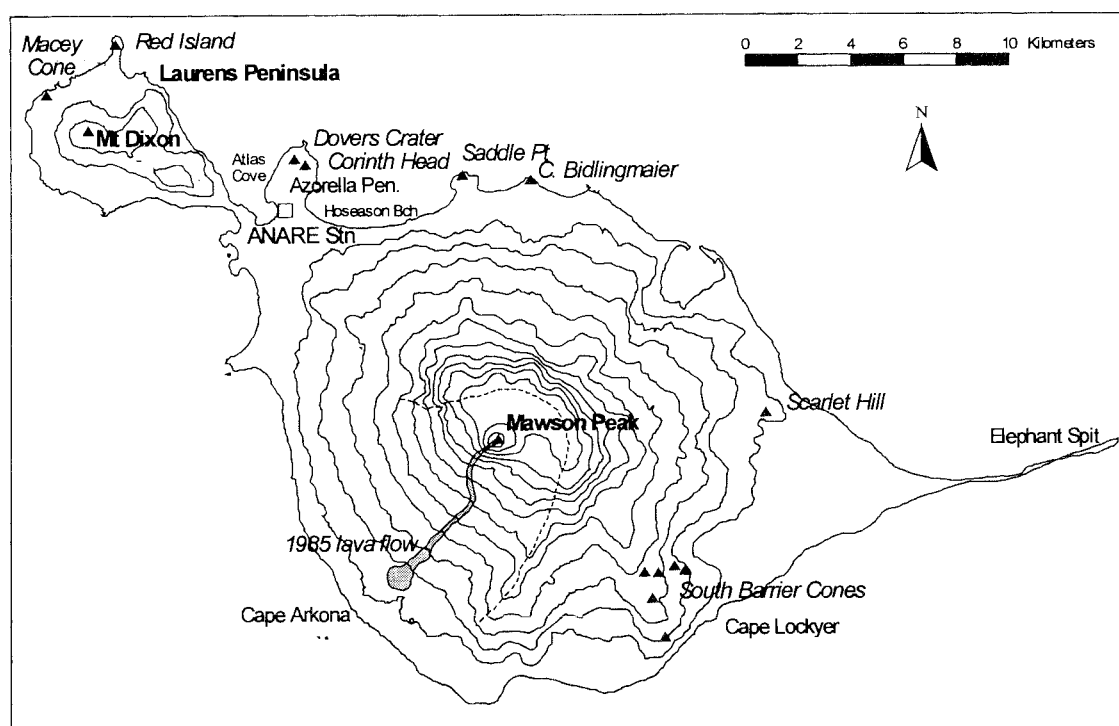 Macey
Cone
Red Island
Laurens Peninsula
0 2 4 6 8 10 Kilometers
N
Mt Dixon
Dovers Crater
Corinth Head
Saddle Pt
C. Bidlingmaier
Atlas
Cove
Azorella Pen.
Hoseason Bch
ANARE Stn
Mawson Peak
Scarlet Hill
Elephant Spit
1985 lava flow
South Barrier Cones
Cape Arkona
Cape Lockyer